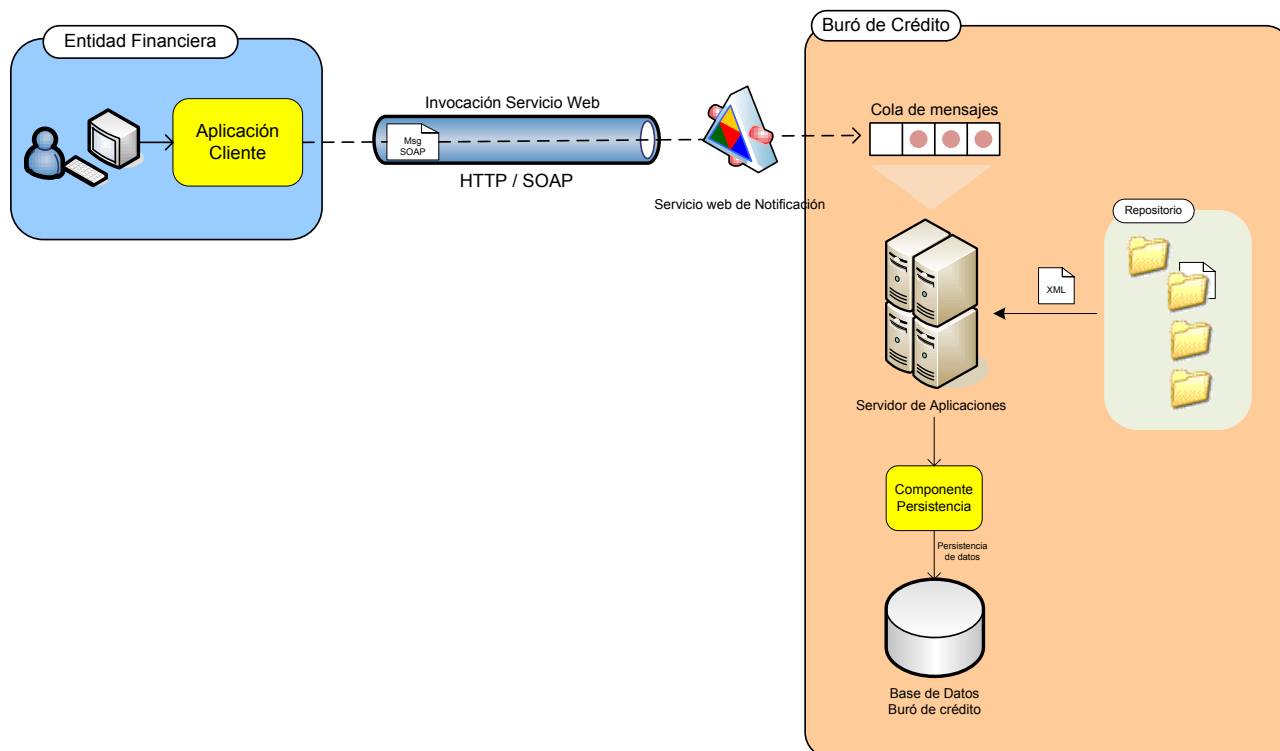 Entidad Financiera
Aplicación
Cliente
Invocación Servicio Web
Msg
SOAP
HTTP / SOAP
Servicio web de Notificación
Buró de Crédito
Cola de mensajes
Repositorio
XML
Servidor de Aplicaciones
Componente
Persistencia
Persistencia
de datos
Base de Datos
Buró de crédito